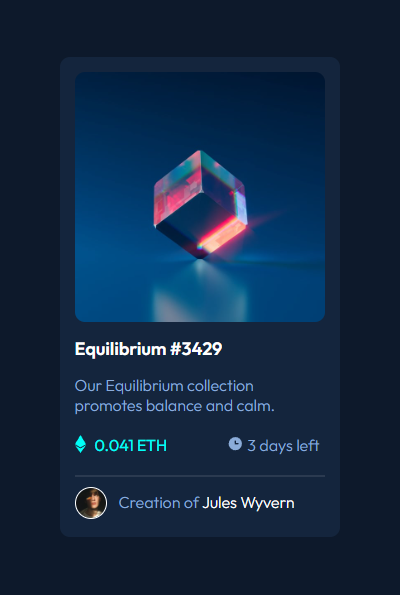 Equilibrium #3429
Our Equilibrium collection
promotes balance and calm.
0.041 ETH
3 days left
Creation of Jules Wyvern